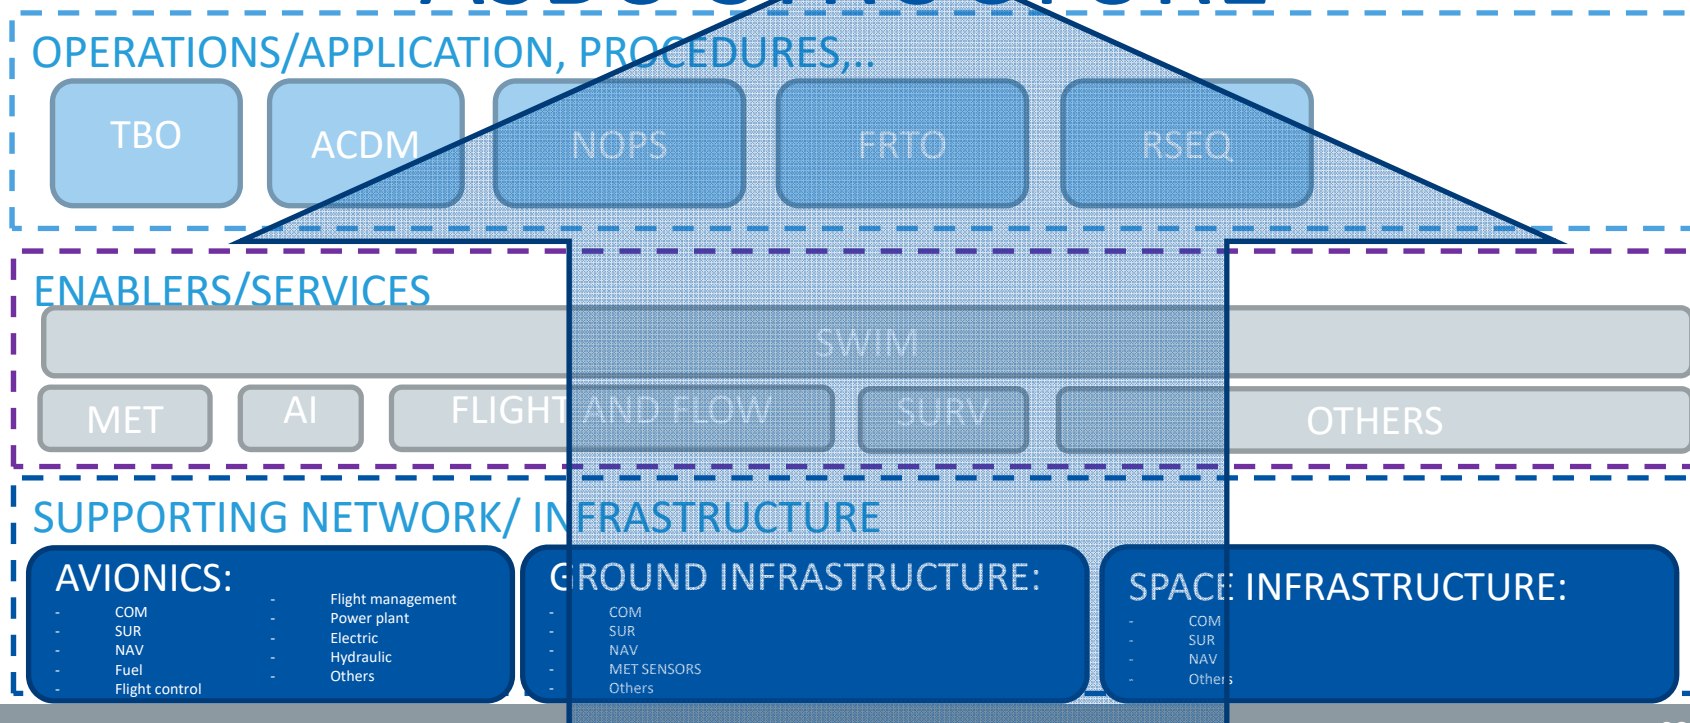 OPERATIONS/APPLICATION, PROCEDURES,..
TBO
ACDM
NOPS
FRTO
RSEQ
ENABLERS/SERVICES
SWIM
MET
AI
FLIGHT AND FLOW
SURV
OTHERS
SUPPORTING NETWORK/ INFRASTRUCTURE
AVIONICS:
- COM
- SUR
- NAV
- Fuel
- Flight control
- Flight management
- Power plant
- Electric
- Hydraulic
- Others
GROUND INFRASTRUCTURE:
- COM
- SUR
- NAV
- MET SENSORS
- Others
SPACE INFRASTRUCTURE:
- COM
- SUR
- NAV
- Others